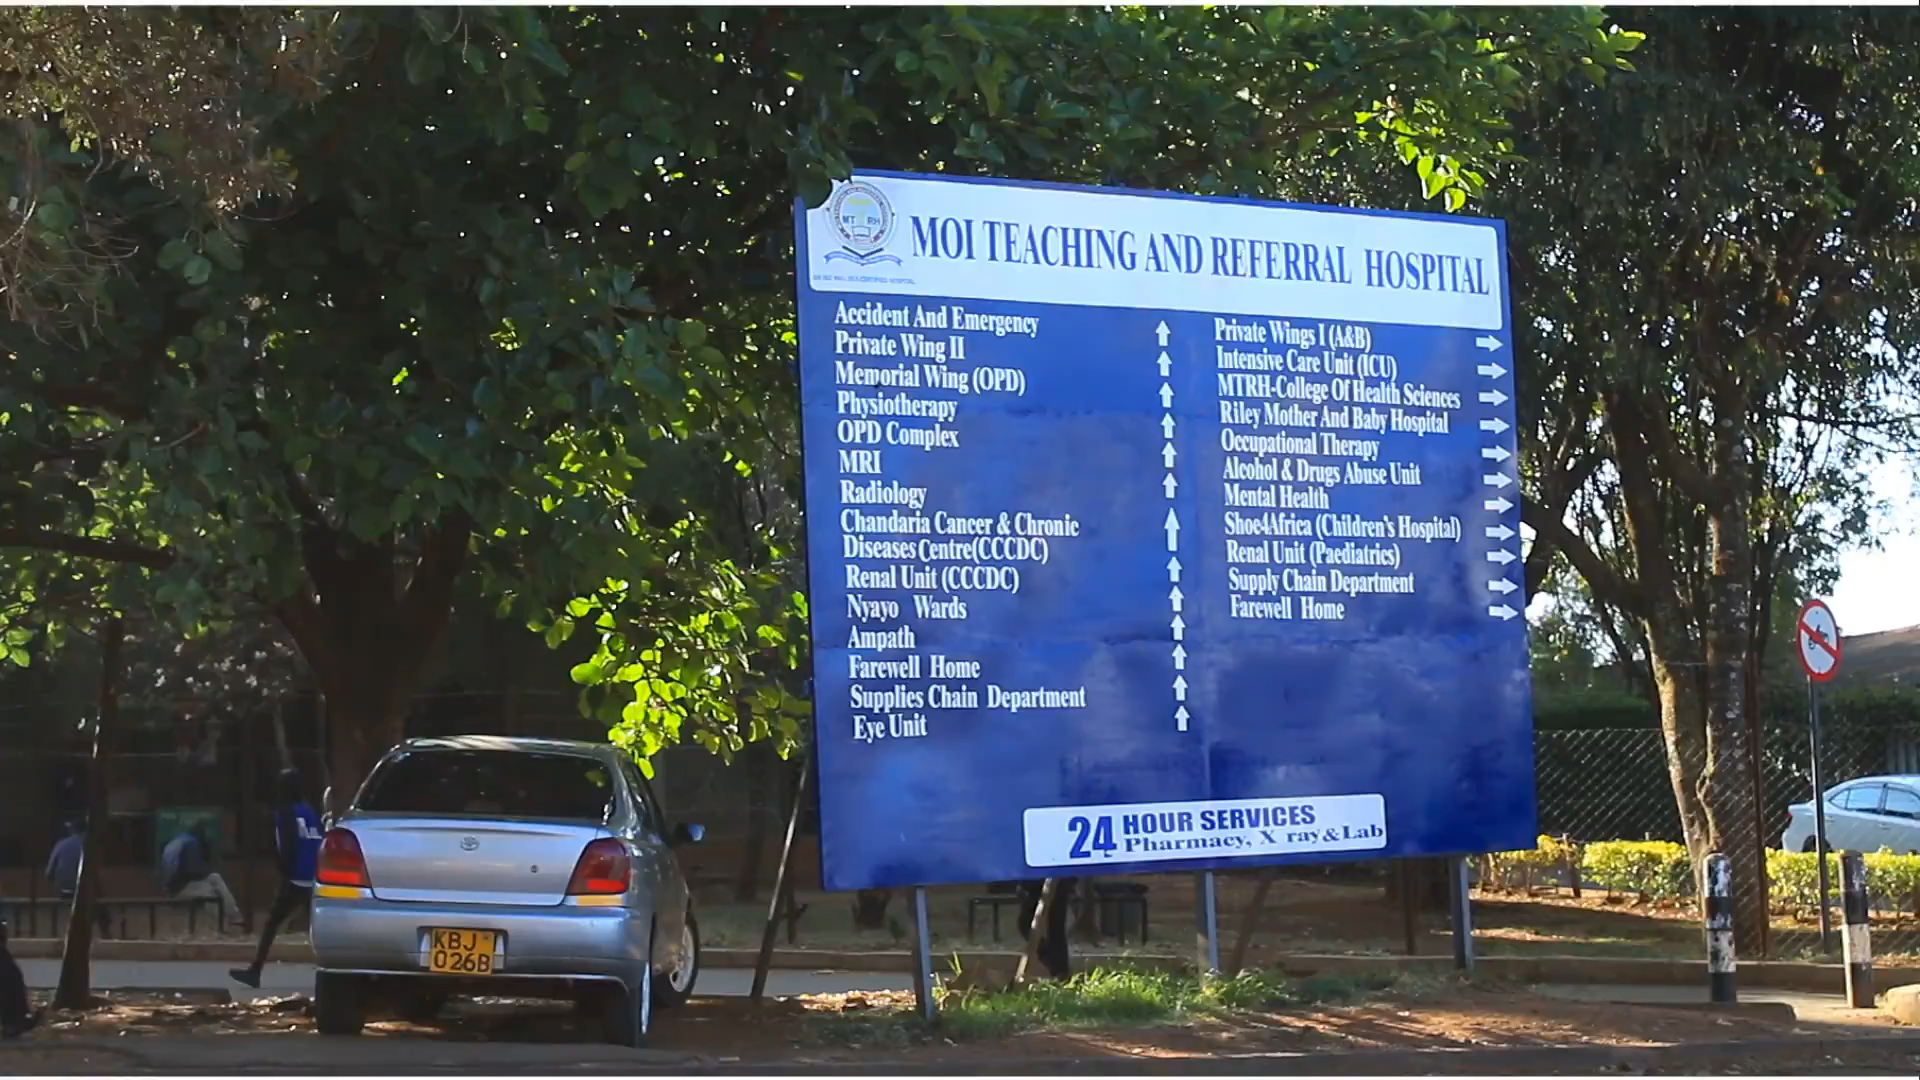 MT RH
MOI TEACHING AND REFERRAL HOSPITAL
Accident And Emergency
Private Wing II
Memorial Wing (OPD)
Physiotherapy
OPD Complex
MRI
Radiology
Chandaria Cancer & Chronic
Diseases Centre(CCCDC)
Renal Unit (CCCDC)
Nyayo Wards
Ampath
Farewell Home
Supplies Chain Department
Eye Unit
Private Wings I (A&B)
Intensive Care Unit (ICU)
MTRH-College Of Health Sciences
Riley Mother And Baby Hospital
Occupational Therapy
Alcohol & Drugs Abuse Unit
Mental Health
Shoe4Africa (Children's Hospital)
Renal Unit (Paediatrics)
Supply Chain Department
Farewell Home
24 HOUR SERVICES
Pharmacy, X ray & Lab
KBJ
026B